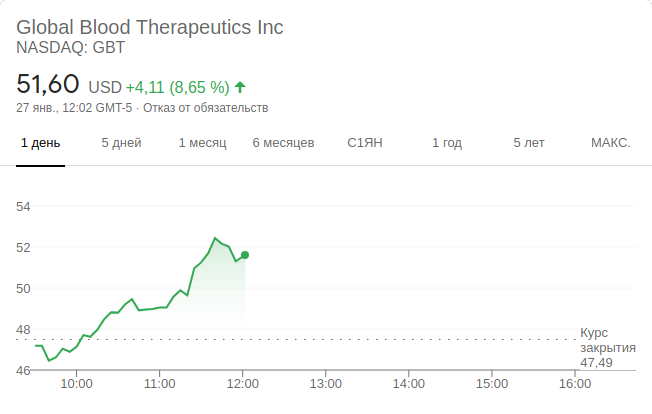 Global Blood Therapeutics Inc
NASDAQ: GBT
51,60 USD +4,11 (8,65 %)
27 янв., 12:02 GMT-5 · Отказ от обязательств
1 день 5 дней 1 месяц 6 месяцев С1ЯН 1 год 5 лет МАКС.
54
52
50
48
46
Курс
закрытия
47,49
10:00 11:00 12:00 13:00 14:00 15:00 16:00